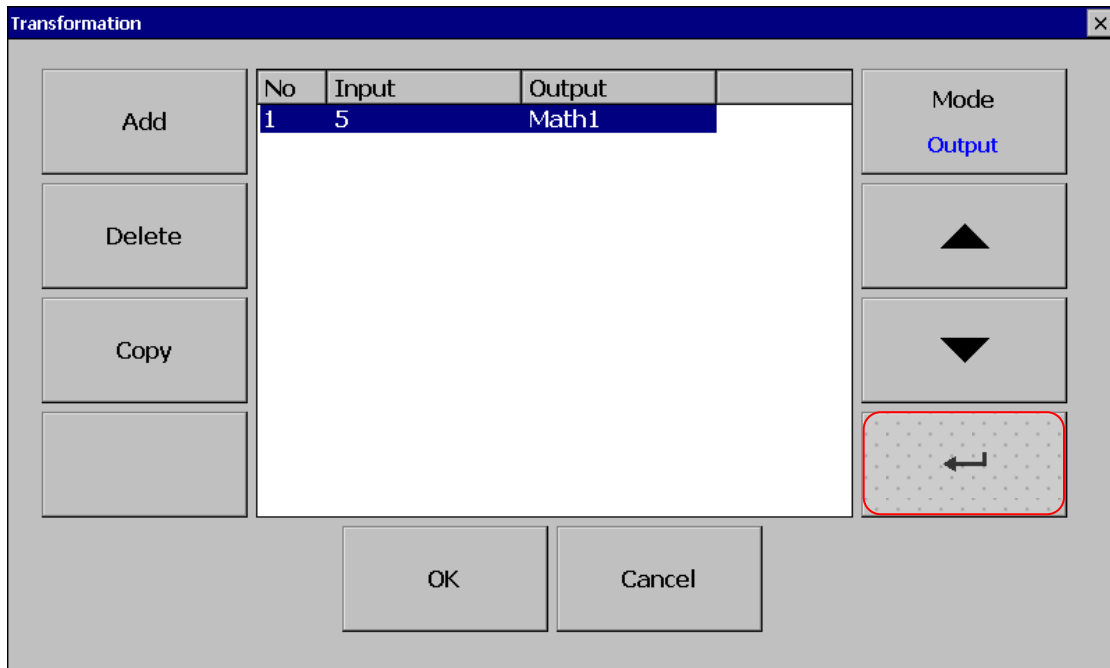 Transformation
Add
Delete
Copy
No Input Output
1 5 Math1
Mode
Output
OK
Cancel